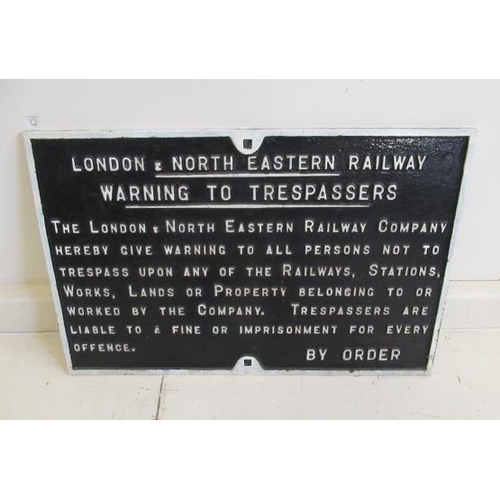 LONDON & NORTH EASTERN RAILWAY
WARNING TO TRESPASSERS
THE LONDON & NORTH EASTERN RAILWAY COMPANY
HEREBY GIVE WARNING TO ALL PERSONS NOT TO
TRESPASS UPON ANY OF THE RAILWAYS, STATIONS,
WORKS, LANDS OR PROPERTY BELONGING TO OR
WORKED BY THE COMPANY. TRESPASSERS ARE
LIABLE TO A FINE OR IMPRISONMENT FOR EVERY
OFFENCE.
BY ORDER